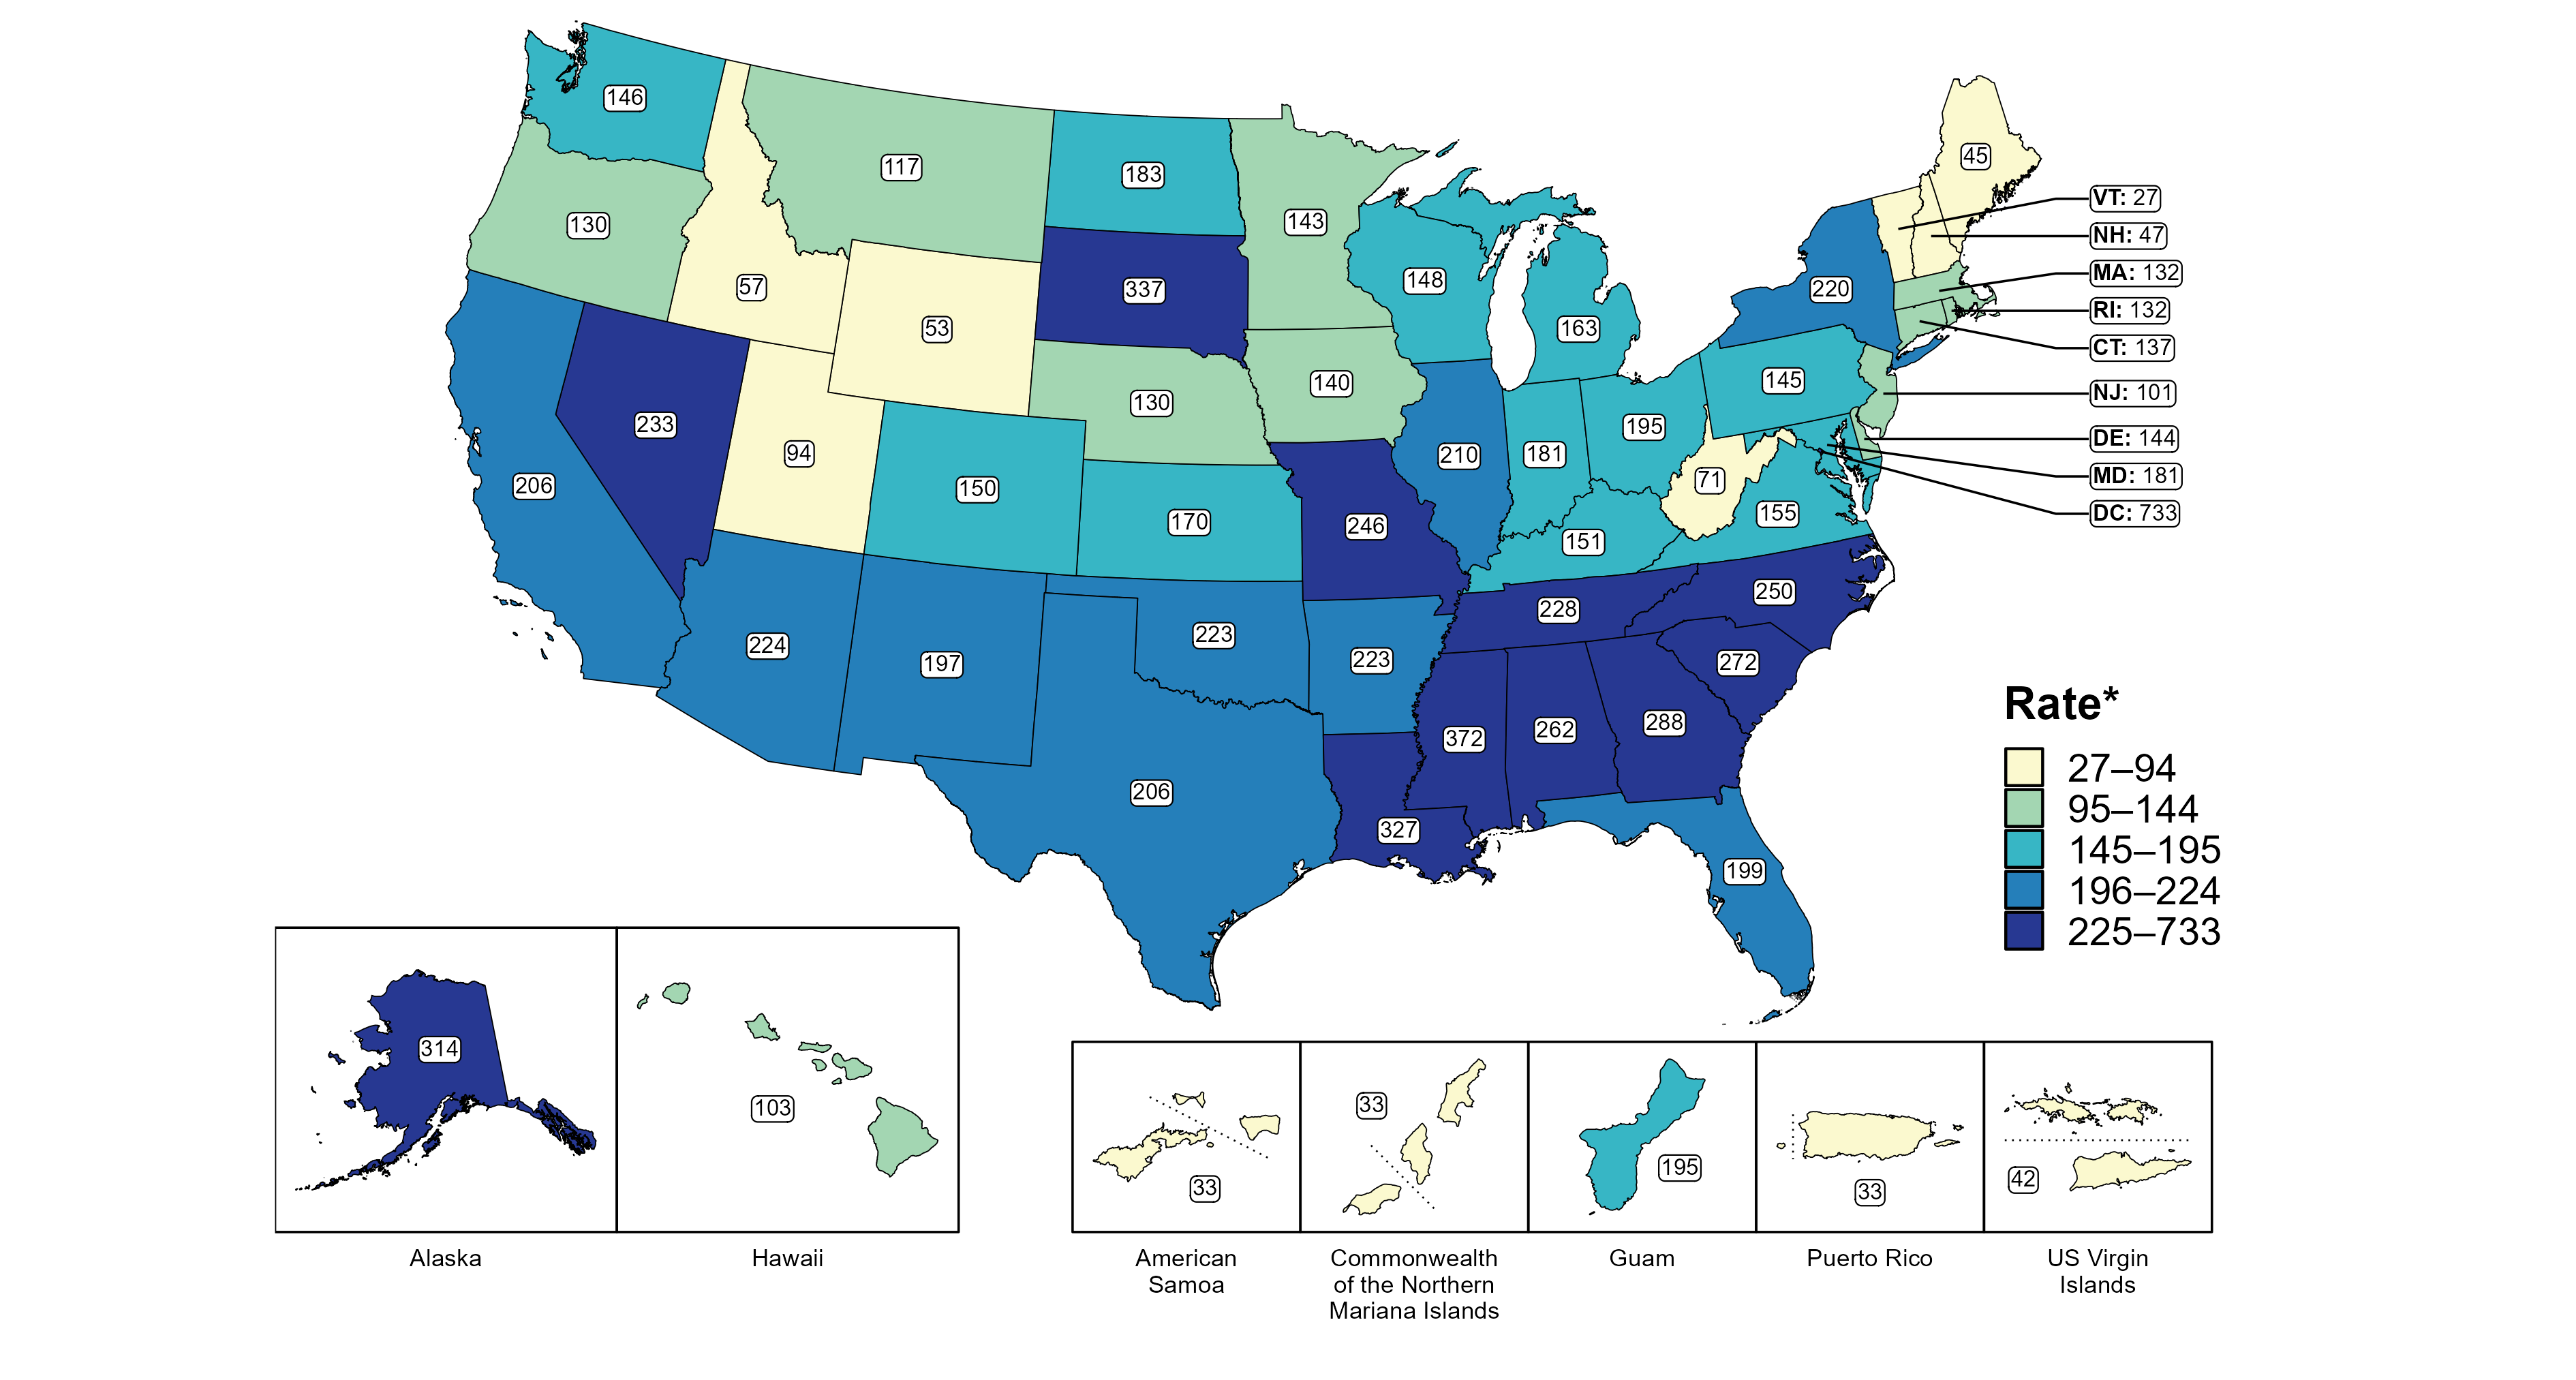 146
117
183
143
45
130
57
53
337
148
163
220
VT: 27
NH: 47
MA: 132
RI: 132
CT: 137
NJ: 101
DE: 144
MD: 181
DC: 733
233
94
130
140
145
206
150
170
246
210
181
195
71
155
151
224
197
223
223
228
250
272
206
327
372
262
288
199
Rate*
27–94
95–144
145–195
196–224
225–733
314
103
33
33
195
33
42
Alaska
Hawaii
American
Samoa
Commonwealth
of the Northern
Mariana Islands
Guam
Puerto Rico
US Virgin
Islands